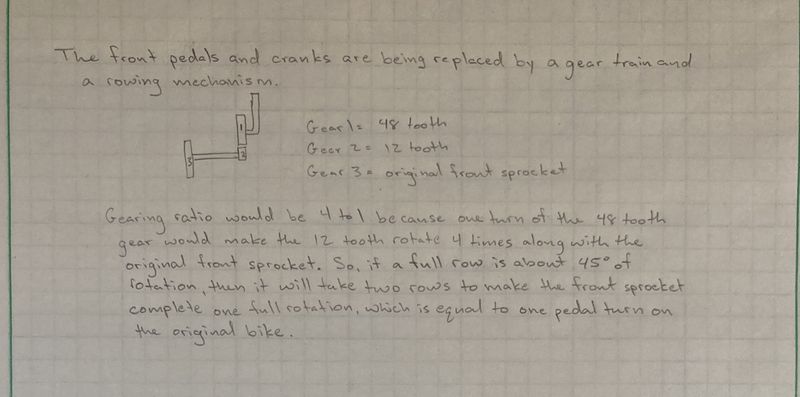 The front pedals and cranks are being replaced by a gear train and
a rowing mechanism.
1
2
3
Gear 1= 48 tooth
Gear 2 = 12 tooth
Gear 3 = original front sprocket
Gearing ratio would be 4 to 1 because one turn of the 48 tooth
gear would make the 12 tooth rotate 4 times along with the
original front sprocket. So, if a full row is about 45° of
rotation, then it will take two rows to make the front sprocket
complete one full rotation, which is equal to one pedal turn on
the original bike.